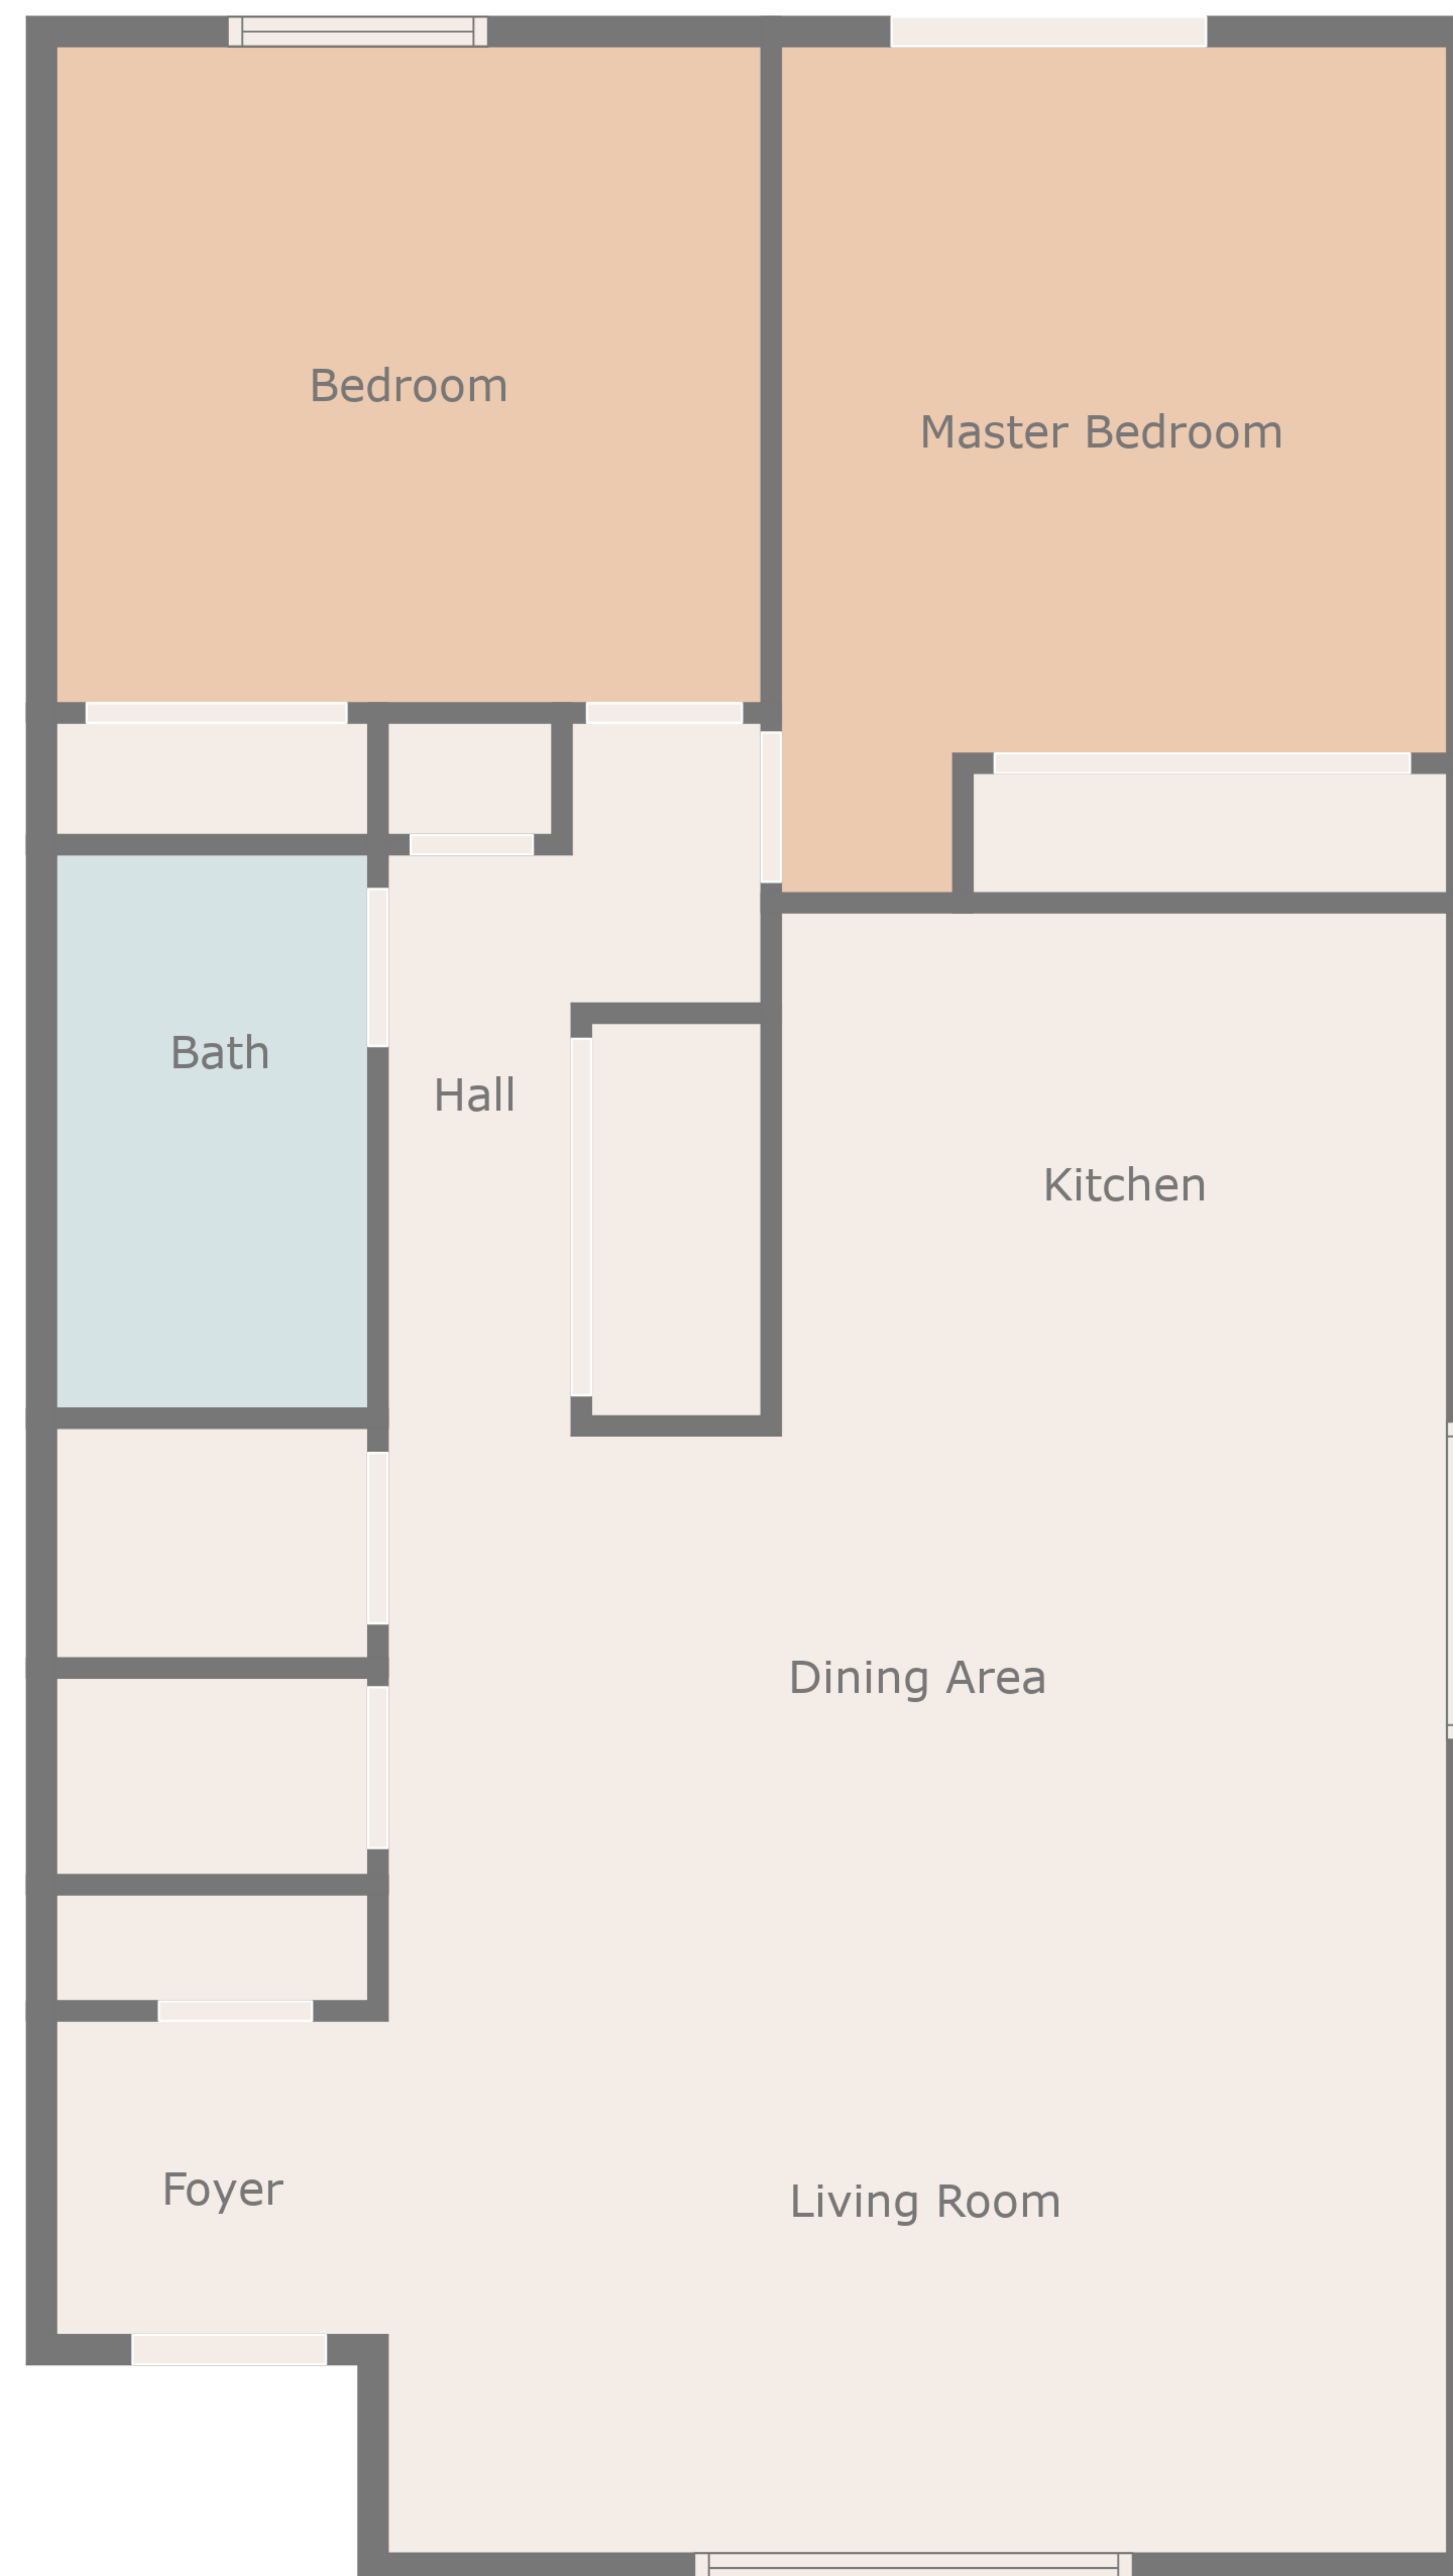 Bedroom
Master Bedroom
Bath
Hall
Kitchen
Dining Area
Foyer
Living Room